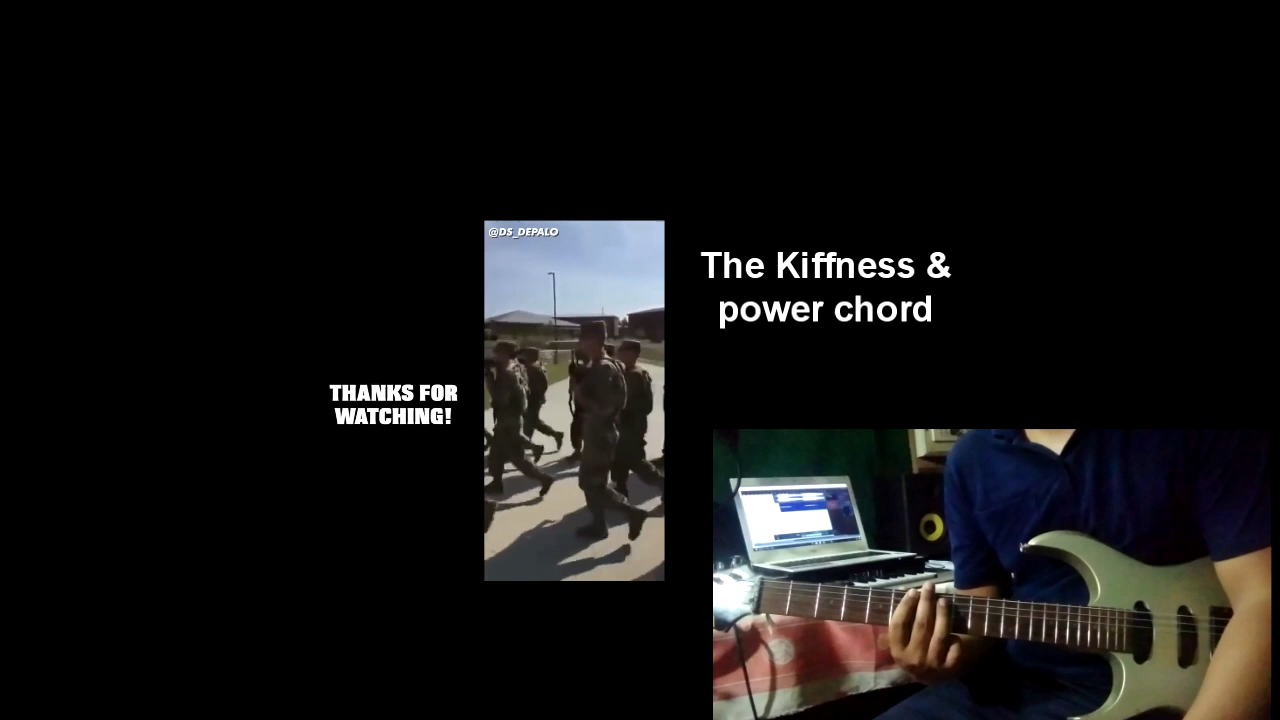 @DS_DEPALO
The Kiffness &
power chord
THANKS FOR
WATCHING!